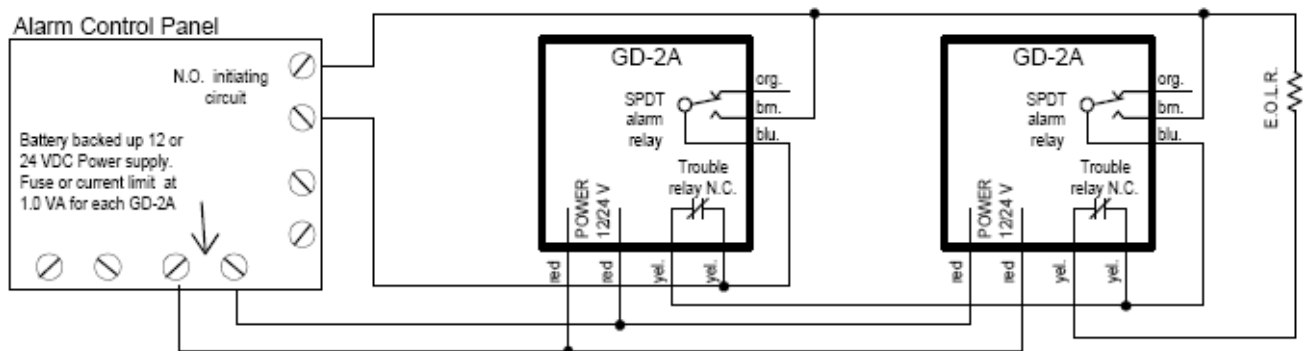 Alarm Control Panel
N.O. initiating
circuit
Battery backed up 12 or
24 VDC Power supply.
Fuse or current limit at
1.0 VA for each GD-2A
GD-2A
SPDT
alarm
relay
org.
brn.
blu.
Trouble
relay N.C.
POWER
12/24 V
red
red
yel.
yel.
GD-2A
SPDT
alarm
relay
org.
brn.
blu.
Trouble
relay N.C.
POWER
12/24 V
red
red
yel.
yel.
E.O.L.R.